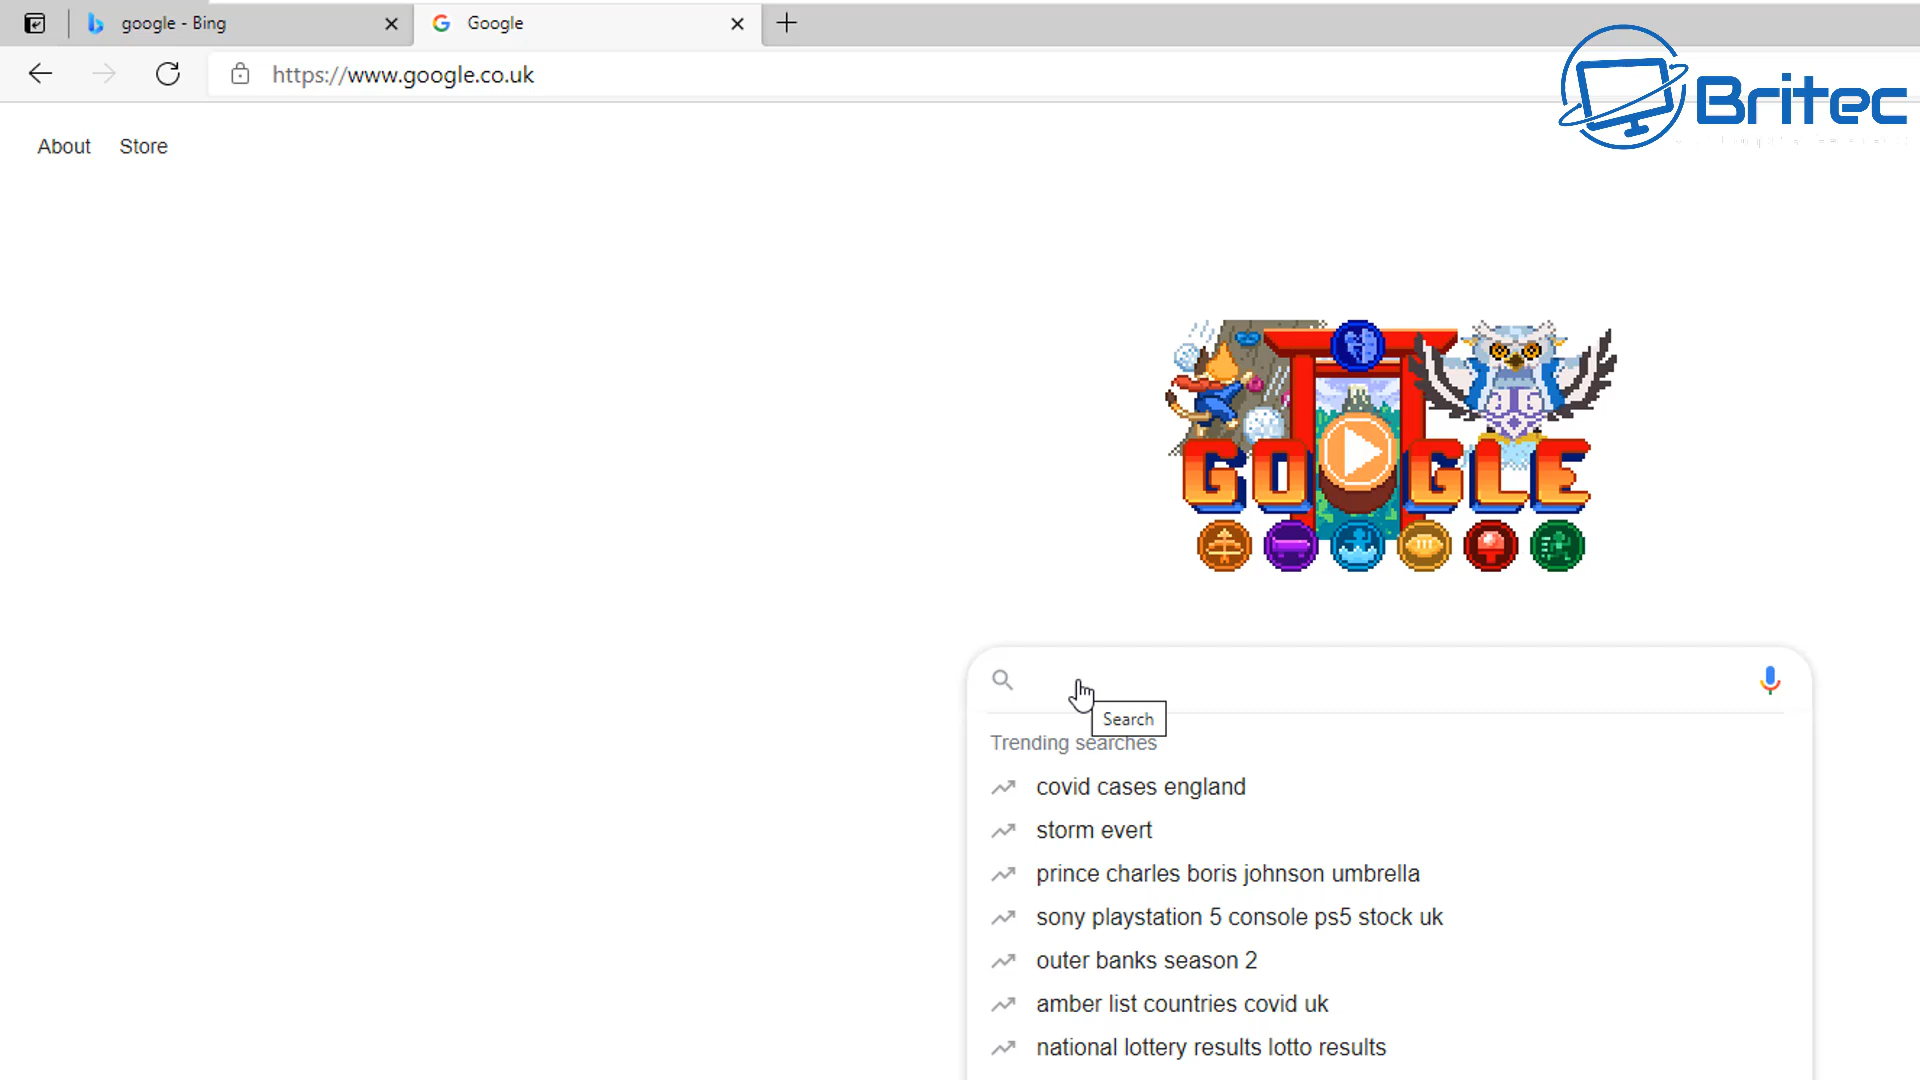 google - Bing
Google
https://www.google.co.uk
Britec
About
Store
GOOGLE
Search
Trending searches
covid cases england
storm evert
prince charles boris johnson umbrella
sony playstation 5 console ps5 stock uk
outer banks season 2
amber list countries covid uk
national lottery results lotto results